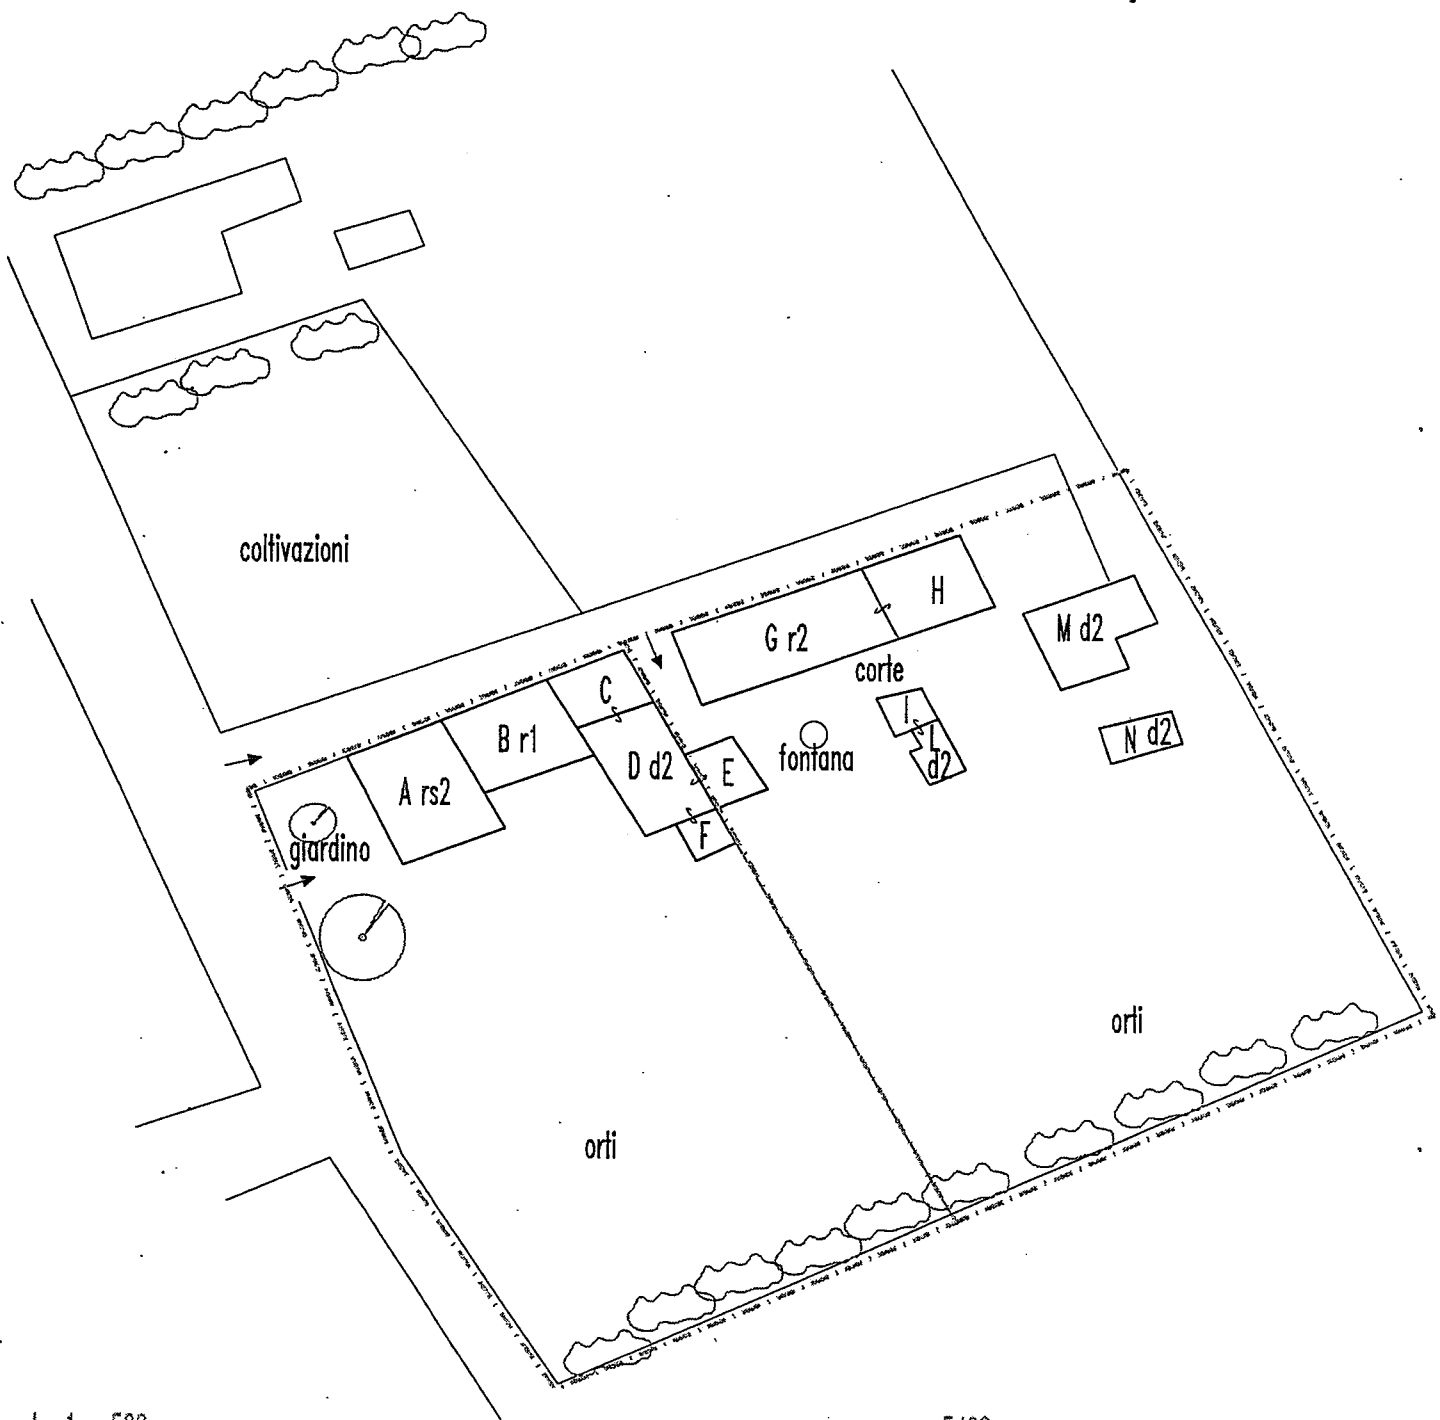 coltivazioni
H
G r2
M d2
corte
C
B r1
I
N d2
L
d2
D d2
E
fontana
A rs2
F
giardino
orti
orti